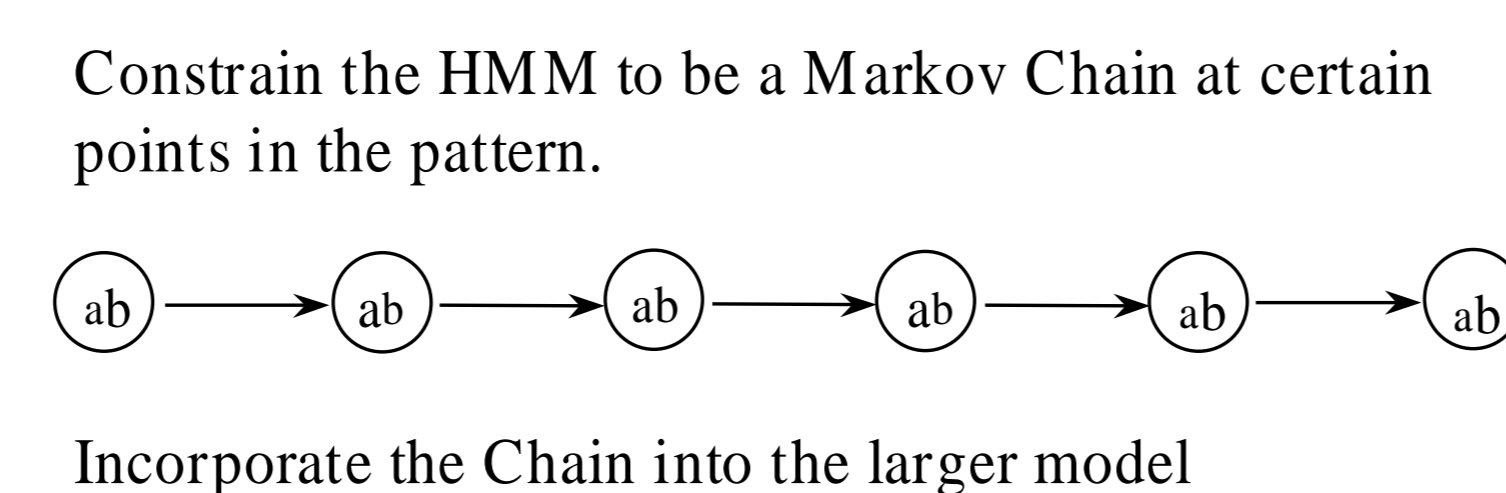 Constrain the HMM to be a Markov Chain at certain
points in the pattern.
ab ab ab ab ab ab
Incorporate the Chain into the larger model